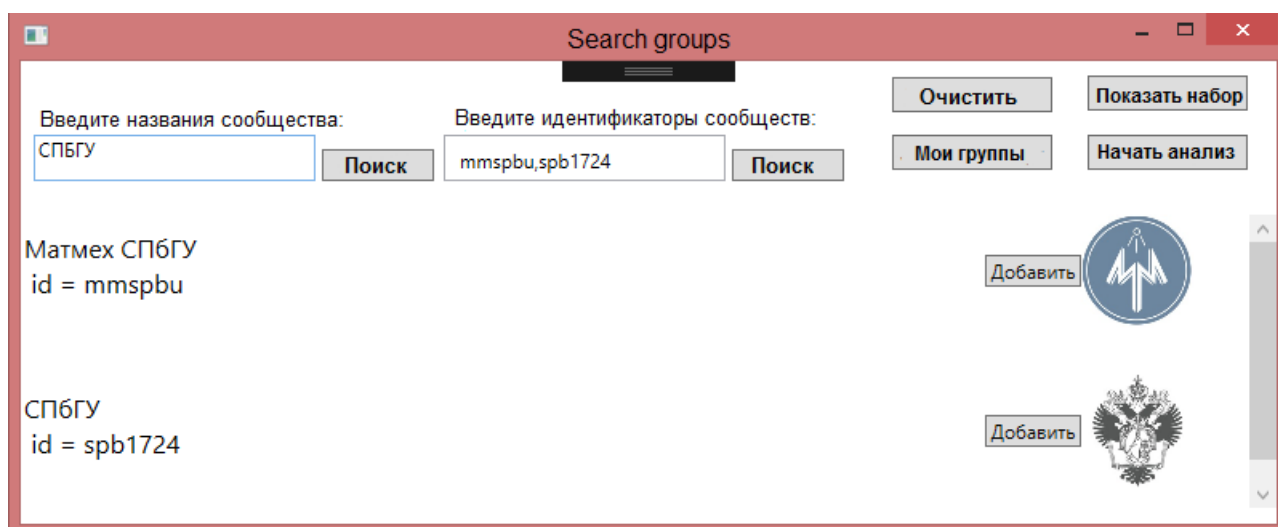 Search groups
Введите названия сообщества:
СПБГУ
Поиск
Введите идентификаторы сообществ:
mmspbu,spb1724
Поиск
Очистить
Показать набор
Мои группы
Начать анализ
Матмех СПбГУ
id = mmspbu
Добавить
СПбГУ
id = spb1724
Добавить